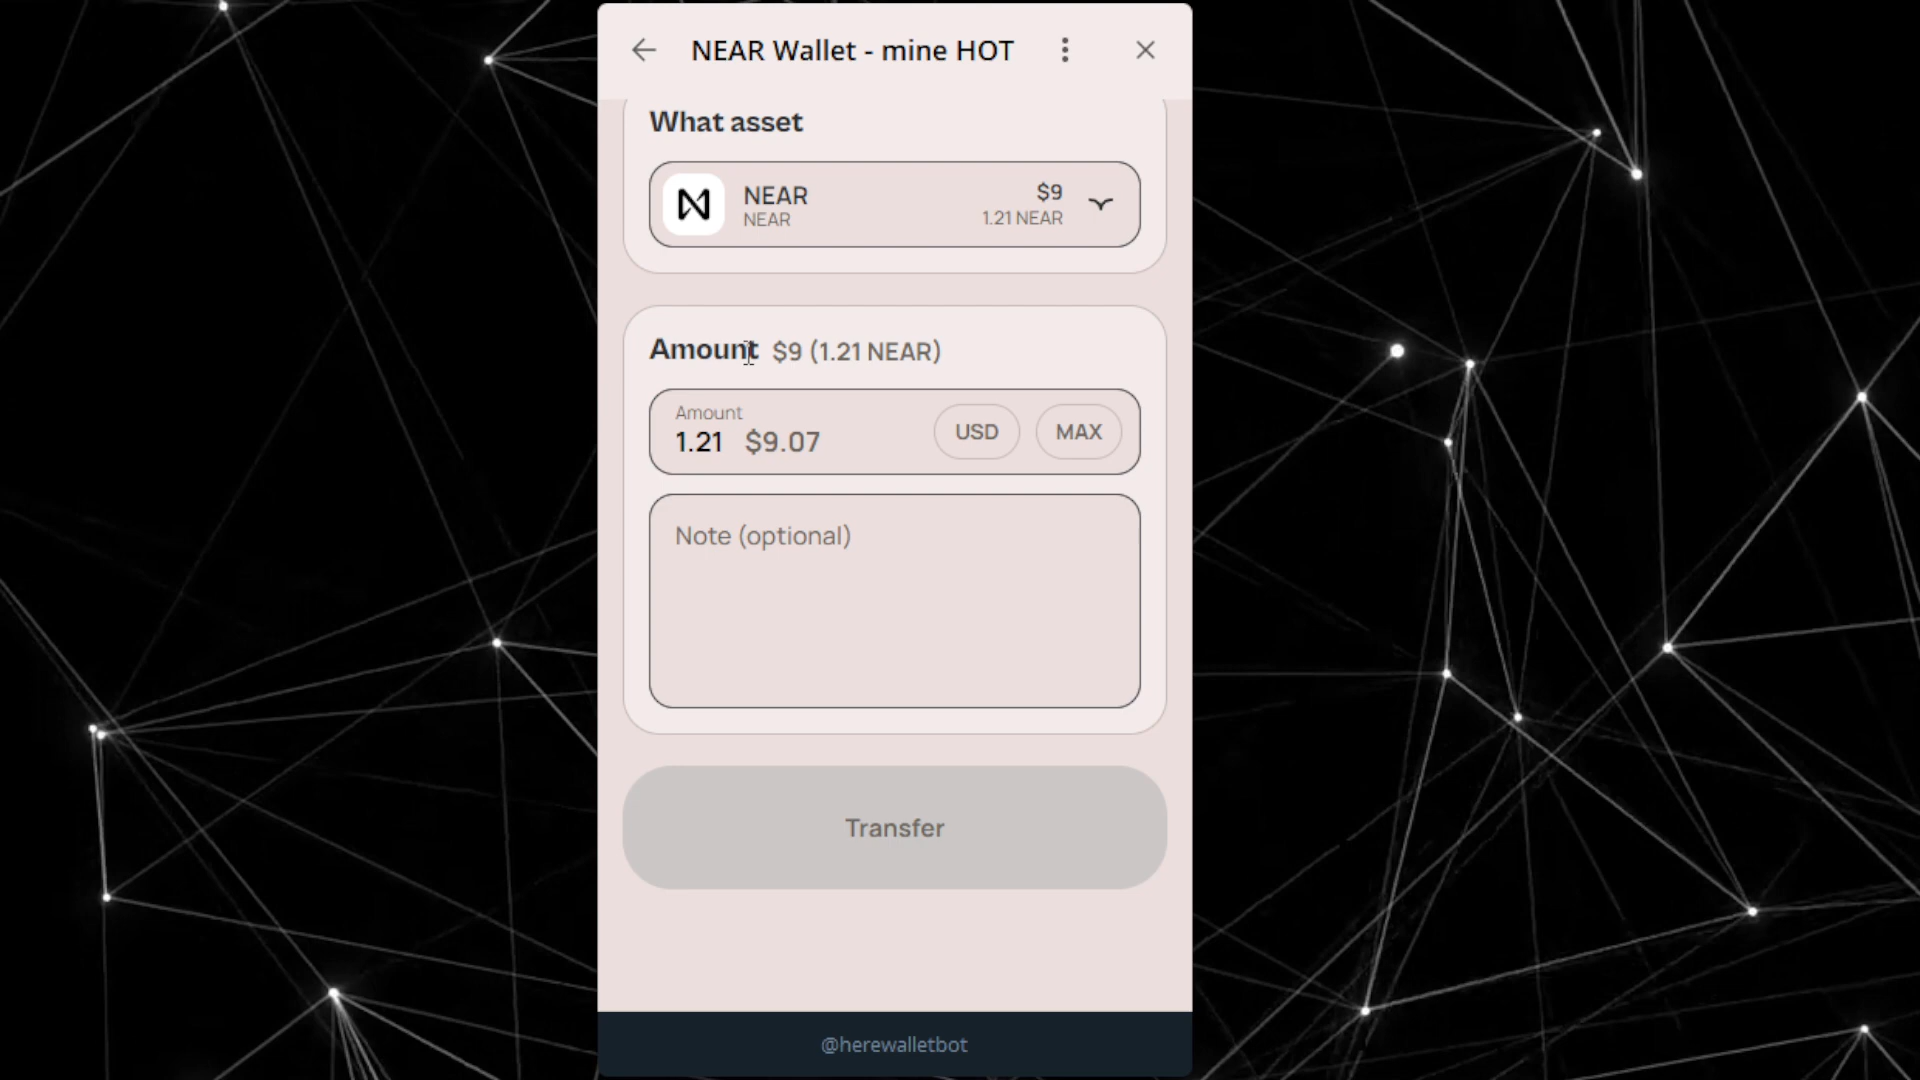 NEAR Wallet - mine HOT
What asset
NEAR $9
NEAR 1.21 NEAR
Amount $9 (1.21 NEAR)
Amount
1.21 $9.07 USD MAX
Note (optional)
Transfer
@herewalletbot